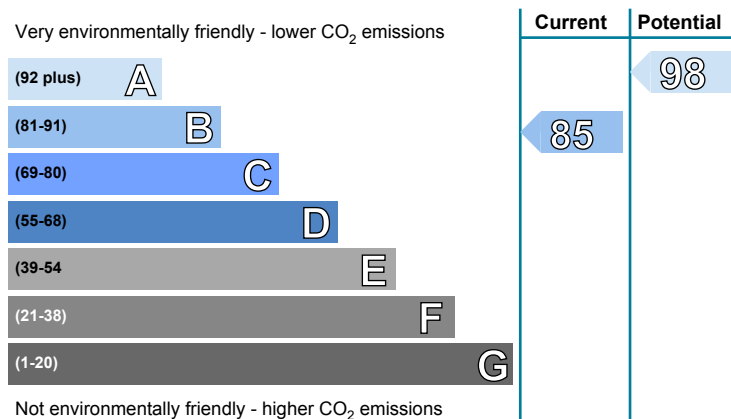 Very environmentally friendly - lower CO2 emissions
Current
Potential
(92 plus) A
98
(81-91) B
85
(69-80) C
(55-68) D
(39-54 E
(21-38) F
(1-20) G
Not environmentally friendly - higher CO2 emissions